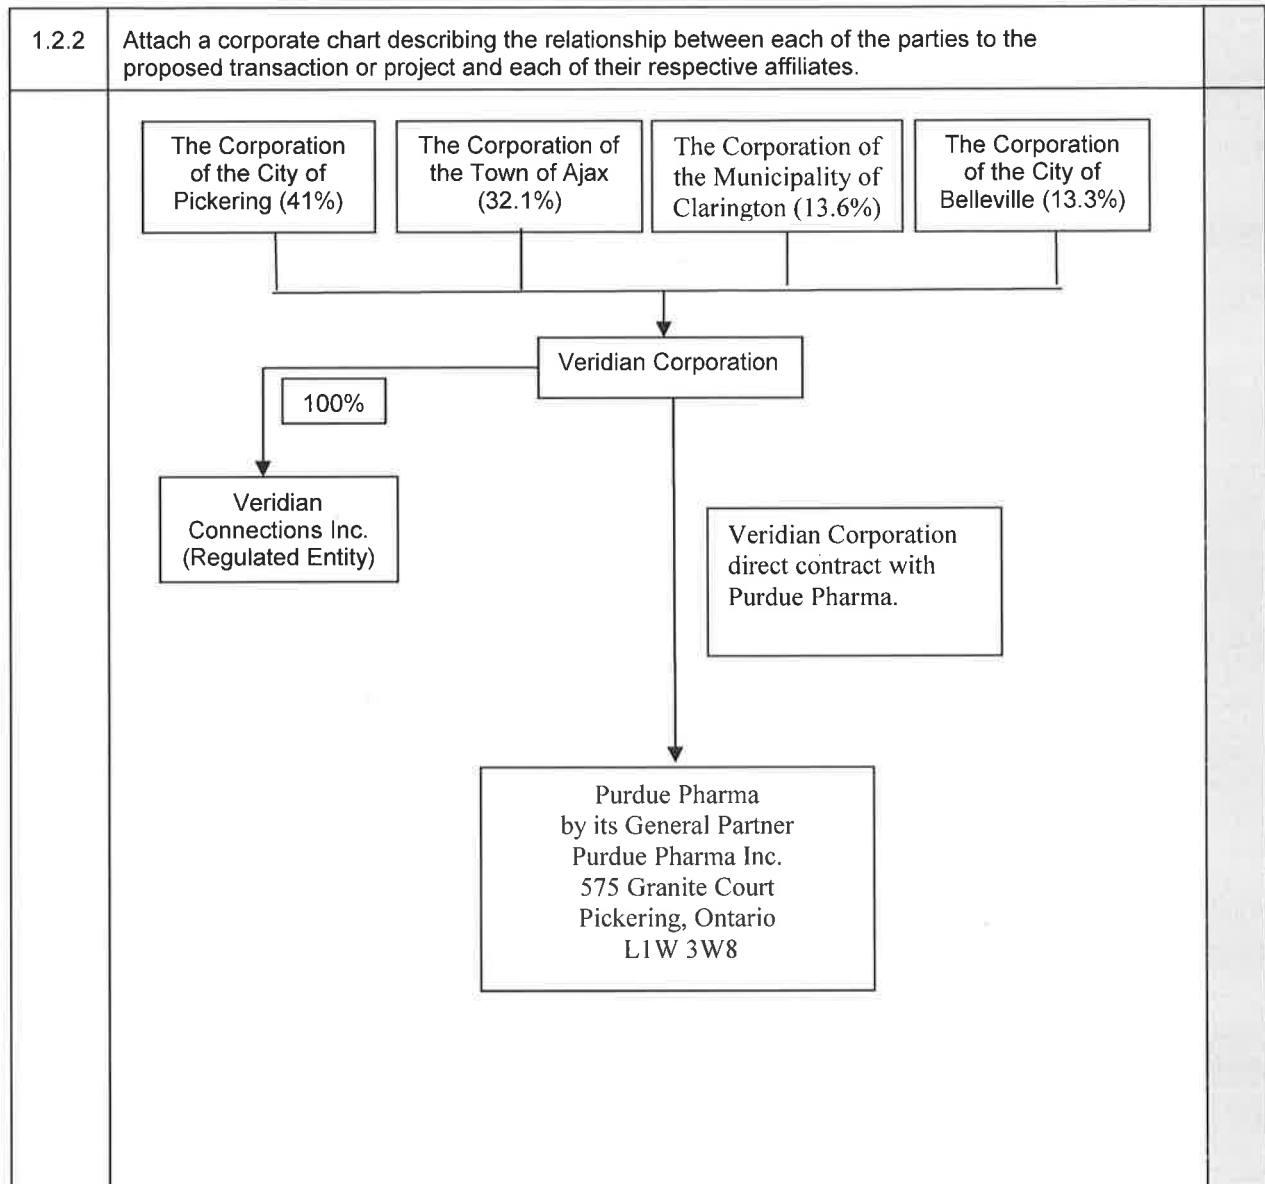 1.2.2
Attach a corporate chart describing the relationship between each of the parties to the
proposed transaction or project and each of their respective affiliates.
The Corporation
of the City of
Pickering (41%)
The Corporation of
the Town of Ajax
(32.1%)
The Corporation of
the Municipality of
Clarington (13.6%)
The Corporation
of the City of
Belleville (13.3%)
Veridian Corporation
100%
Veridian
Connections Inc.
(Regulated Entity)
Veridian Corporation
direct contract with
Purdue Pharma.
Purdue Pharma
by its General Partner
Purdue Pharma Inc.
575 Granite Court
Pickering, Ontario
L1W 3W8